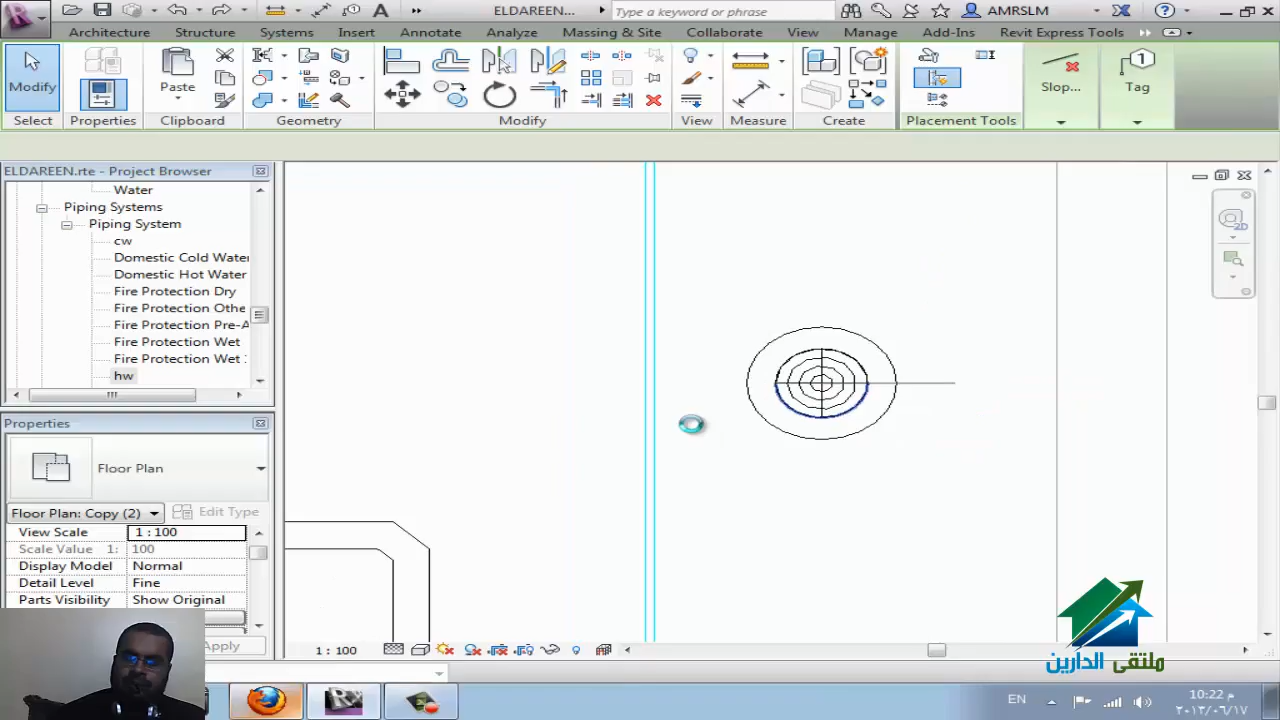 ELDAREEN...
Type a keyword or phrase
AMRSLM
Architecture
Structure
Systems
Insert
Annotate
Analyze
Massing & Site
Collaborate
View
Manage
Add-Ins
Revit Express Tools
Modify
Paste
Slop...
Tag
Select
Properties
Clipboard
Geometry
Modify
View
Measure
Create
Placement Tools
ELDAREEN.rte - Project Browser
Water
Piping Systems
Piping System
cw
Domestic Cold Water
Domestic Hot Water
Fire Protection Dry
Fire Protection Othe
Fire Protection Pre-A
Fire Protection Wet
Fire Protection Wet
hw
Properties
Floor Plan
Floor Plan: Copy (2)
Edit Type
View Scale
1 : 100
Scale Value 1:
100
Display Model
Normal
Detail Level
Fine
Parts Visibility
Show Original
Apply
1 : 100
ملتقى الدارين
EN
10:22 م
٢٠١٣/٠٦/١٧